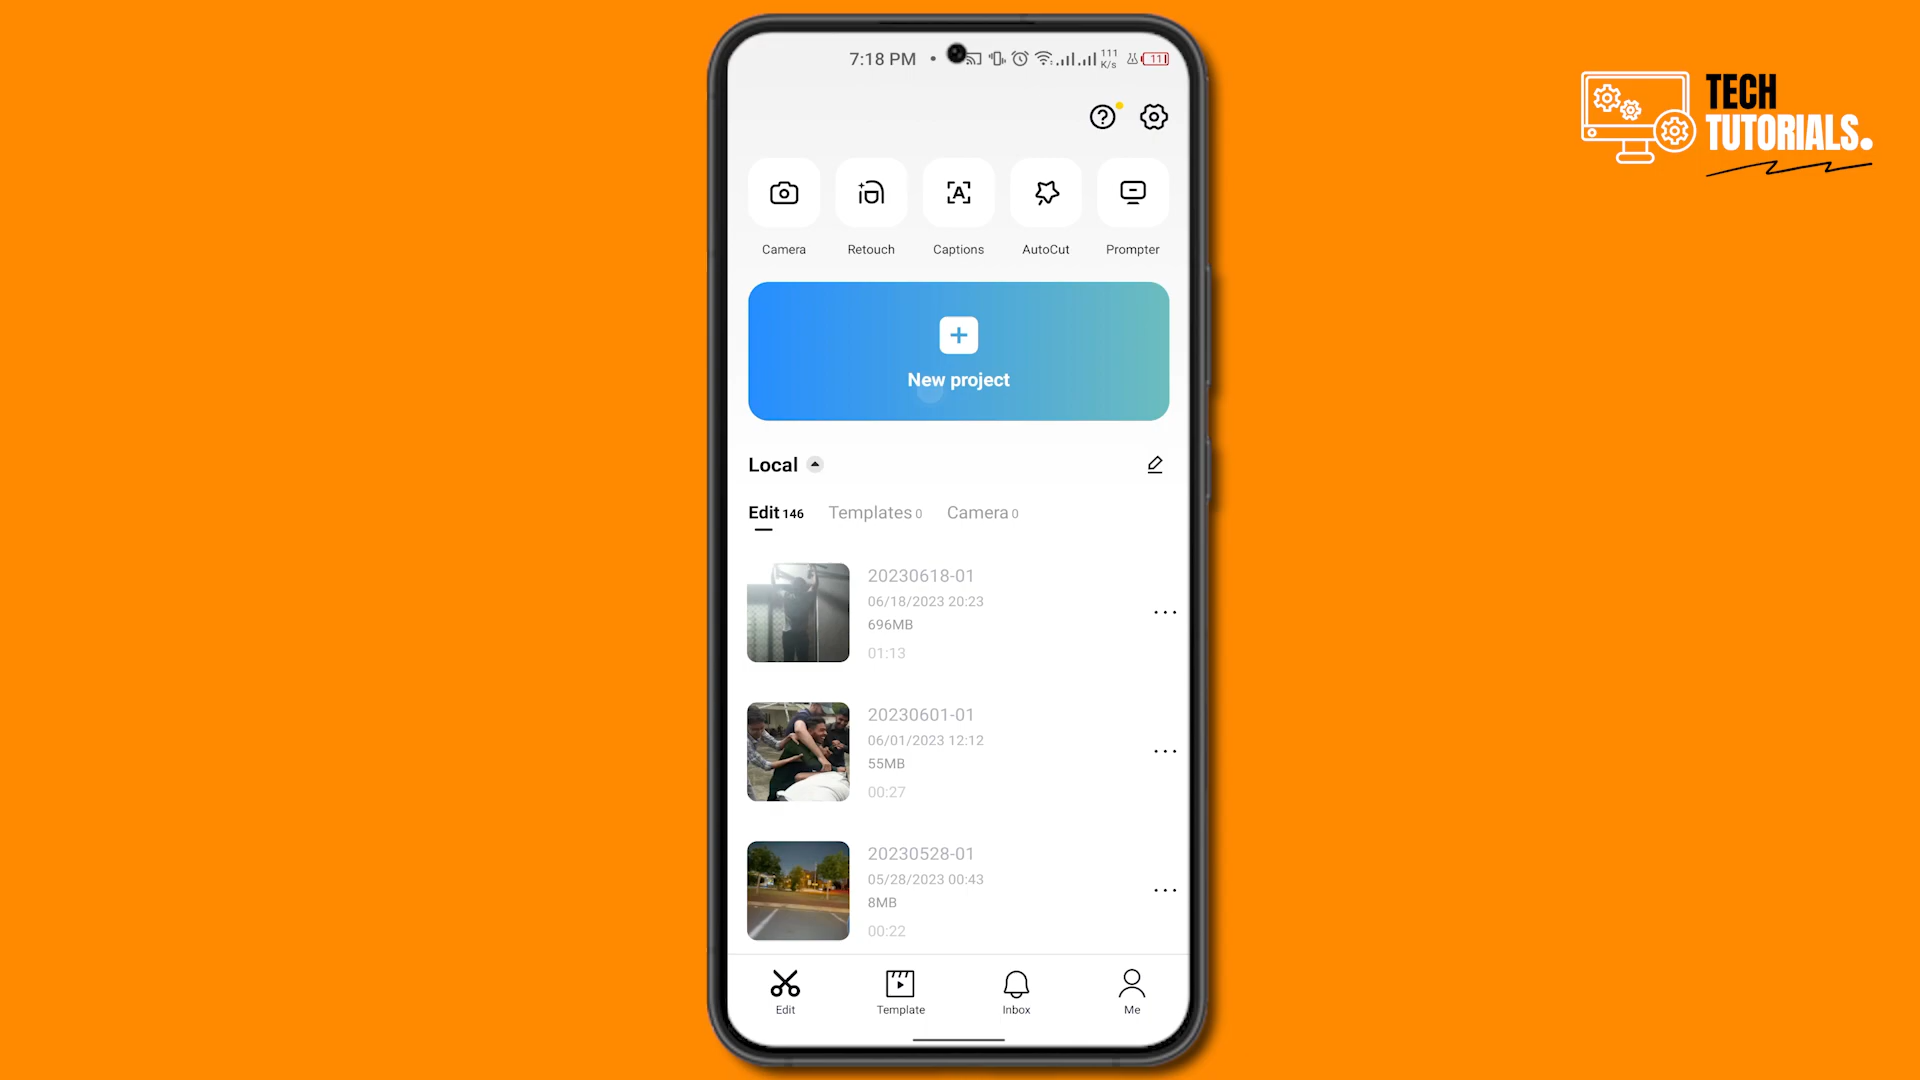 7:18 PM
111
K/s
11
TECH
TUTORIALS.
Camera
Retouch
Captions
AutoCut
Prompter
New project
Local
Edit 146 Templates 0 Camera 0
20230618-01
06/18/2023 20:23
696MB
01:13
20230601-01
06/01/2023 12:12
55MB
00:27
20230528-01
05/28/2023 00:43
8MB
00:22
Edit
Template
Inbox
Me